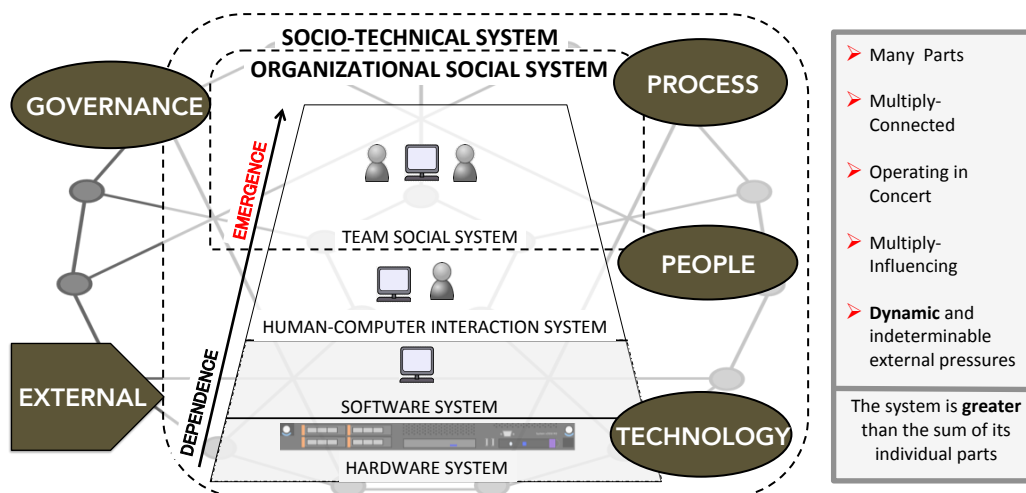 SOCIO-TECHNICAL SYSTEM
ORGANIZATIONAL SOCIAL SYSTEM
GOVERNANCE
PROCESS
EMERGENCE
TEAM SOCIAL SYSTEM
PEOPLE
HUMAN-COMPUTER INTERACTION SYSTEM
EXTERNAL
DEPENDENCE
SOFTWARE SYSTEM
TECHNOLOGY
HARDWARE SYSTEM
Many Parts
Multiply-
Connected
Operating in
Concert
Multiply-
Influencing
Dynamic and
indeterminable
external pressures
The system is greater
than the sum of its
individual parts